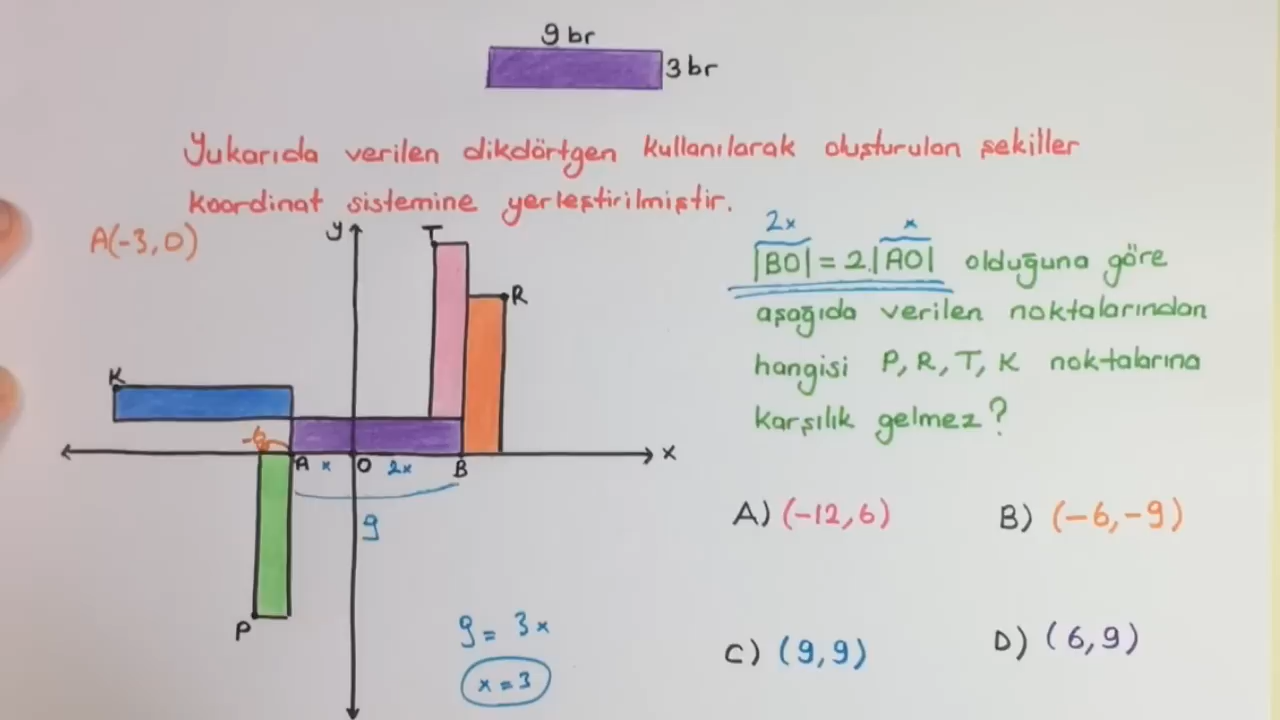 9 br
3 br
Yukarıda verilen dikdörtgen kullanılarak oluşturulan şekiller
koordinat sistemine yerleştirilmiştir.
A(-3,0)
2x
x
|BO| = 2.|AO| olduğuna göre
aşağıda verilen noktalarından
hangisi P, R, T, K noktalarına
karşılık gelmez?
y
T
R
K
-6
A
x
O
2x
B
x
9
P
9 = 3x
x = 3
A) (-12,6)
B) (-6,-9)
C) (9,9)
D) (6,9)